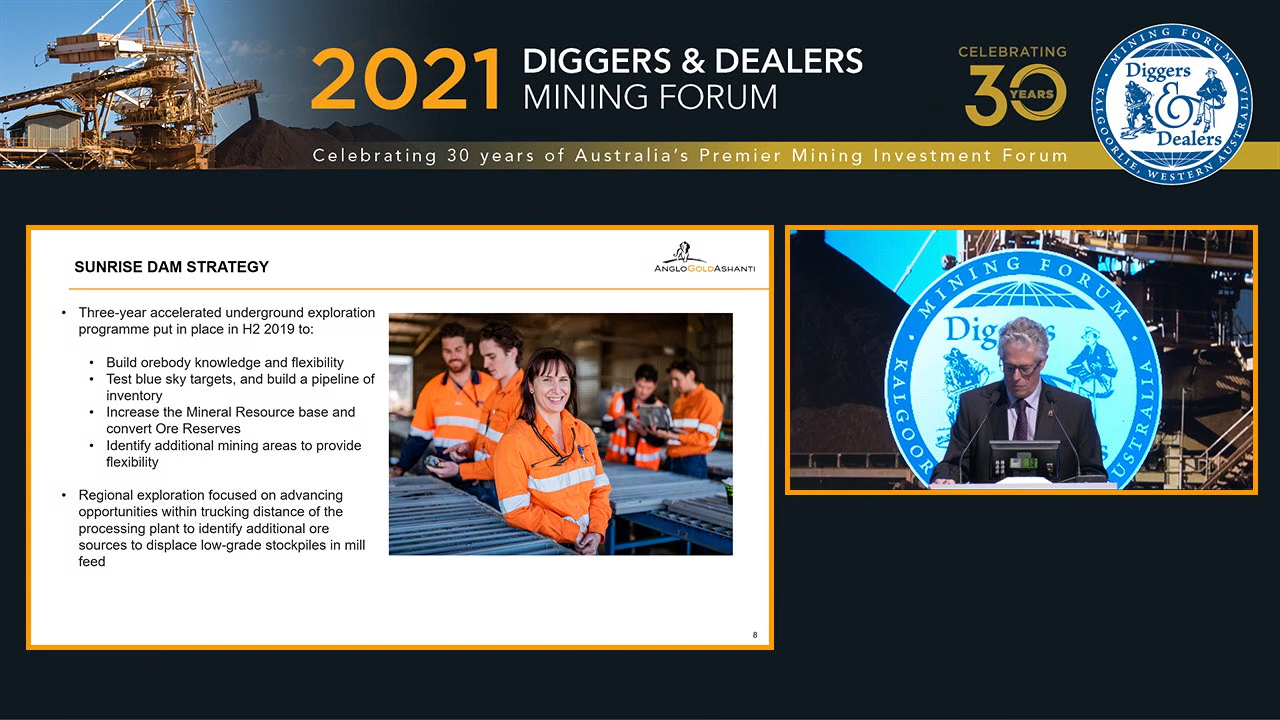 2021
DIGGERS & DEALERS
MINING FORUM
CELEBRATING
30
YEARS
Celebrating 30 years of Australia's Premier Mining Investment Forum
MINING FORUM
Diggers
&
Dealers
KALGOORLIE, WESTERN AUSTRALIA
SUNRISE DAM STRATEGY
ANGLOGOLDASHANTI
• Three-year accelerated underground exploration
programme put in place in H2 2019 to:
• Build orebody knowledge and flexibility
• Test blue sky targets, and build a pipeline of
inventory
• Increase the Mineral Resource base and
convert Ore Reserves
• Identify additional mining areas to provide
flexibility
• Regional exploration focused on advancing
opportunities within trucking distance of the
processing plant to identify additional ore
sources to displace low-grade stockpiles in mill
feed
8
MINING FORUM